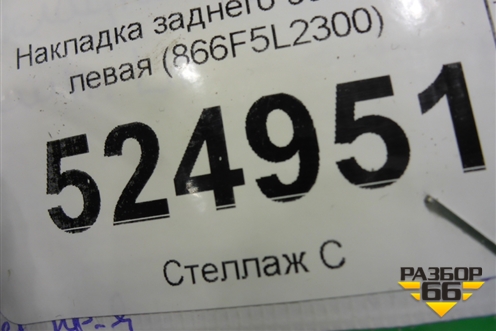 Накладка заднего
левая (866F5L2300)
524951
Стеллаж С
РАЗБОР
66